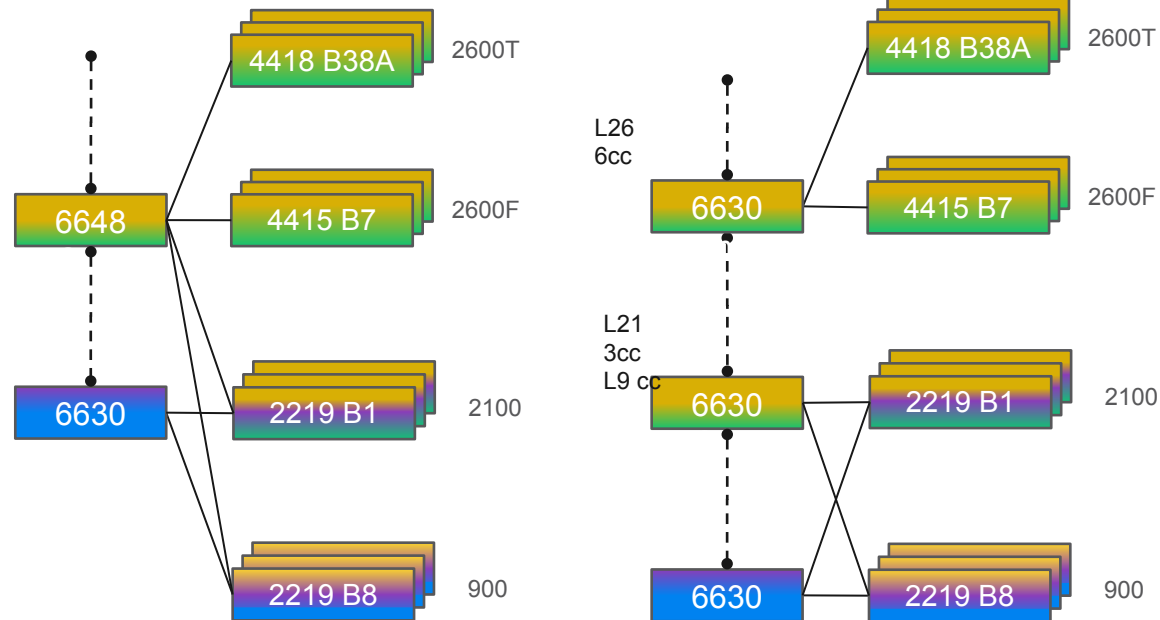 4418 B38A
2600T
6648
4415 B7
2600F
6630
2219 B1
2100
2219 B8
900
4418 B38A
2600T
L26
6cc
6630
4415 B7
2600F
L21
3cc
L9 cc
6630
2219 B1
2100
6630
2219 B8
900